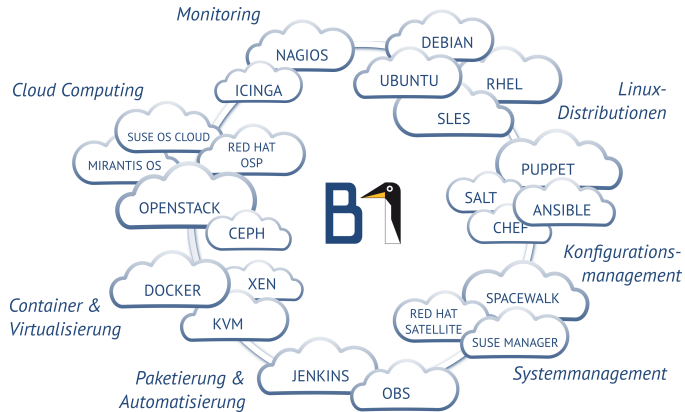 Monitoring
NAGIOS
ICINGA
DEBIAN
UBUNTU
RHEL
SLES
Linux-
Distributionen
Cloud Computing
SUSE OS CLOUD
MIRANTIS OS
RED HAT
OSP
OPENSTACK
CEPH
B1
PUPPET
SALT
ANSIBLE
CHEF
Konfigurations-
management
Container &
Virtualisierung
DOCKER
XEN
KVM
SPACEWALK
RED HAT
SATELLITE
SUSE MANAGER
Systemmanagement
Paketierung &
Automatisierung
JENKINS
OBS